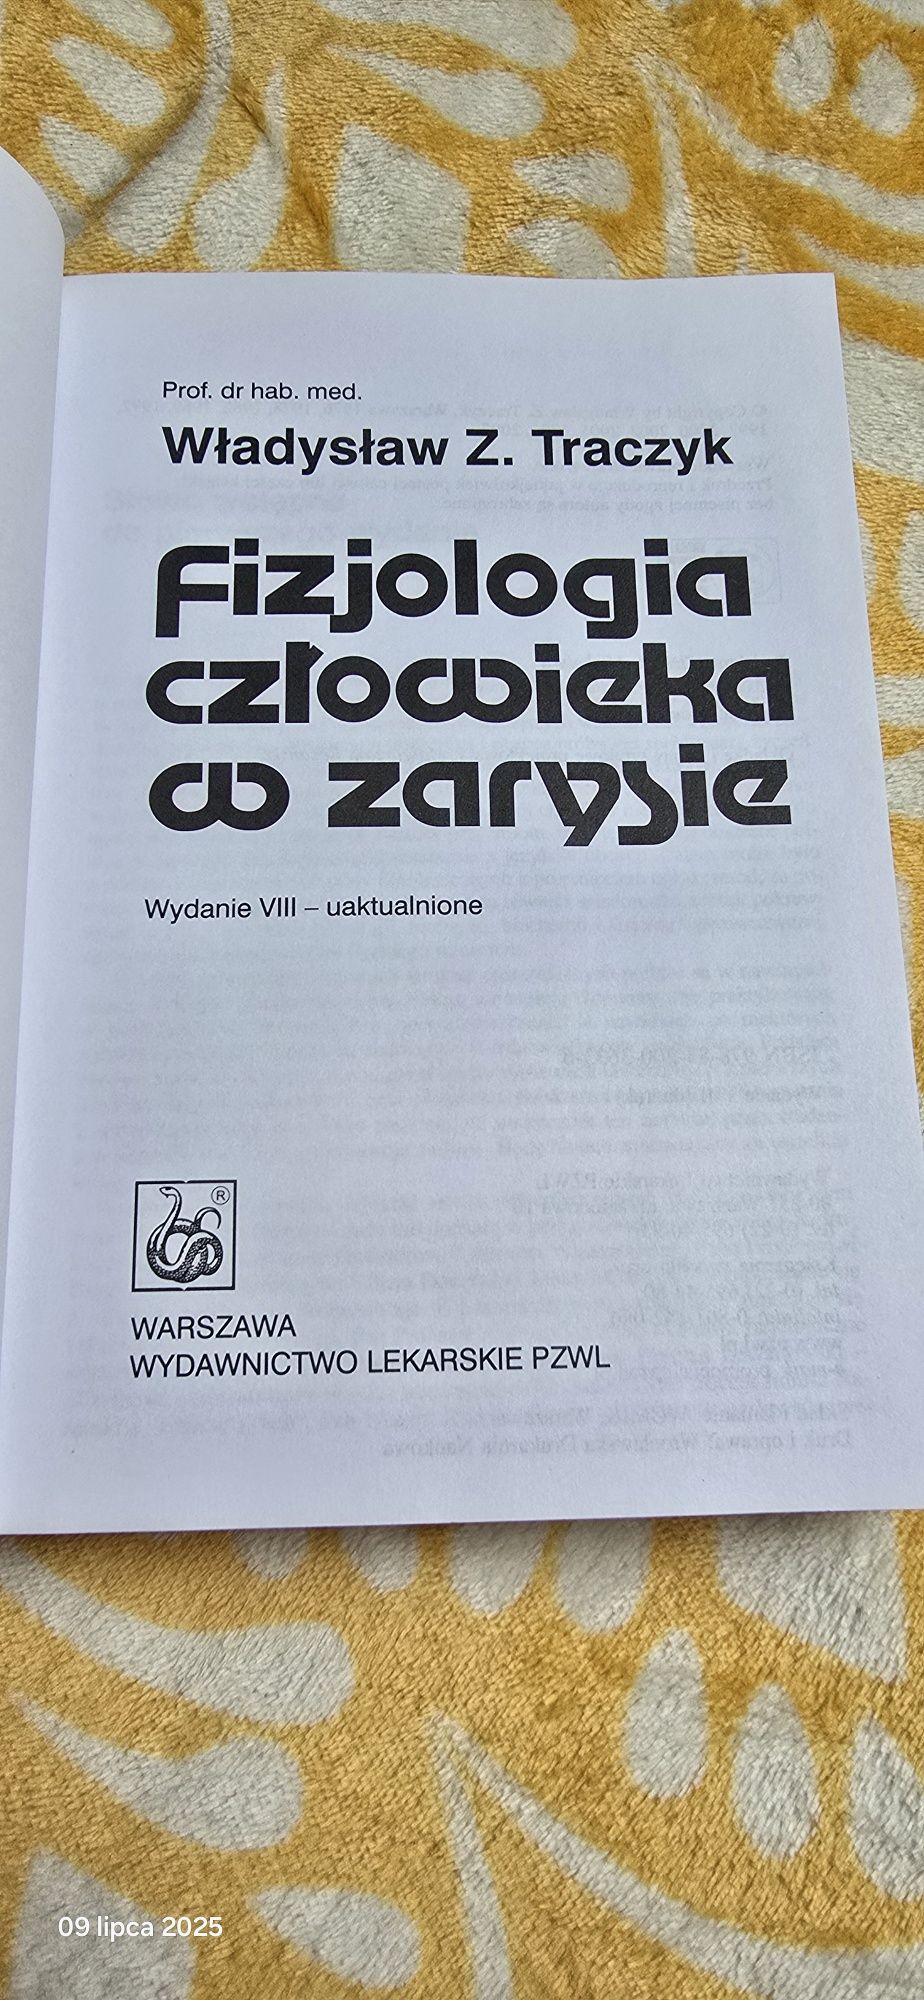 Prof. dr hab. med.
Władysław Z. Traczyk
Fizjologia
człowieka
w zarysie
Wydanie VIII – uaktualnione
®
WARSZAWA
WYDAWNICTWO LEKARSKIE PZWL
09 lipca 2025